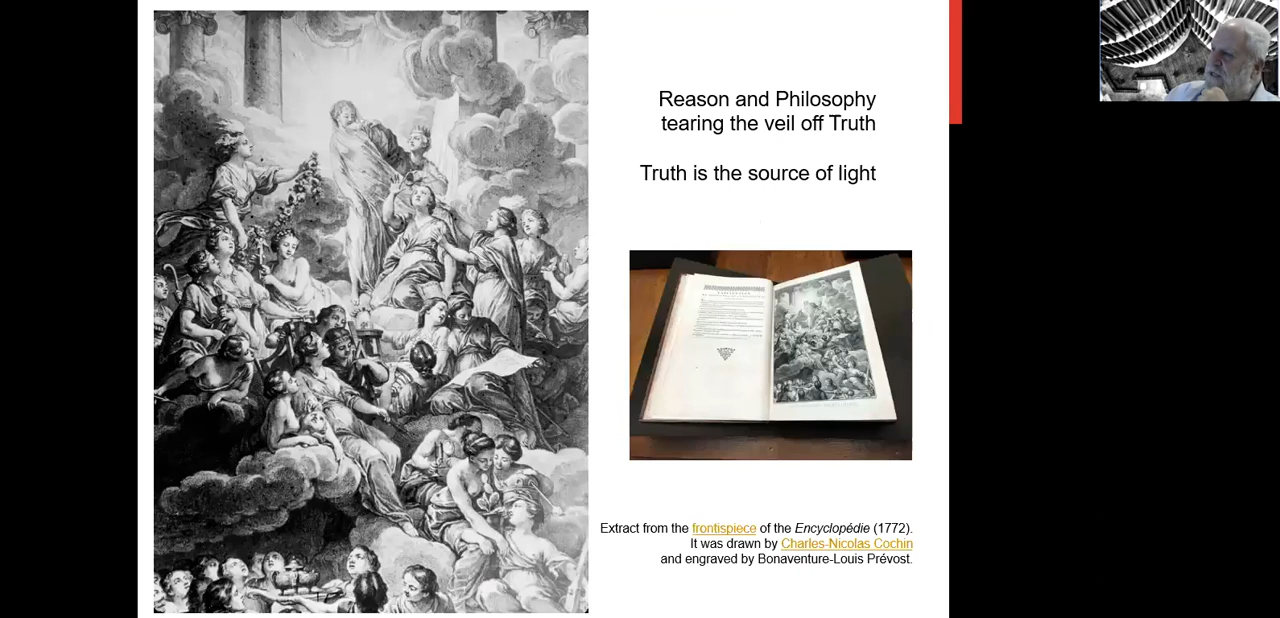 Reason and Philosophy
tearing the veil off Truth
Truth is the source of light
Extract from the frontispiece of the Encyclopédie (1772).
It was drawn by Charles-Nicolas Cochin
and engraved by Bonaventure-Louis Prévost.